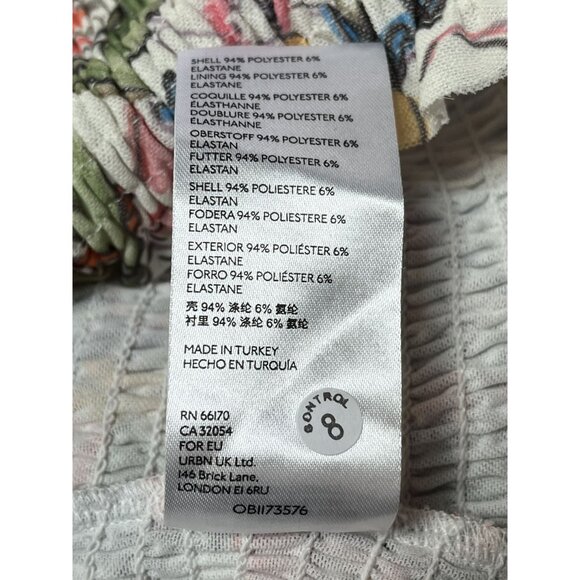 SHELL 94% POLYESTER 6%
ELASTANE
LINING 94% POLYESTER 6%
ELASTANE
COQUILLE 94% POLYESTER 6%
ÉLASTHANNE
DOUBLURE 94% POLYESTER 6%
ÉLASTHANNE
OBERSTOFF 94% POLYESTER 6%
ELASTAN
FUTTER 94% POLYESTER 6%
ELASTAN
SHELL 94% POLIESTERE 6%
ELASTAN
FODERA 94% POLIESTERE 6%
ELASTAN
EXTERIOR 94% POLIÉSTER 6%
ELASTANE
FORRO 94% POLIÉSTER 6%
ELASTANE
壳 94% 涤纶 6% 氨纶
衬里 94% 涤纶 6% 氨纶
MADE IN TURKEY
HECHO EN TURQUÍA
RN 66170
CA 32054
FOR EU
URBN UK Ltd.
146 Brick Lane,
LONDON E1 6RU
OB1173576
CONTROL
8